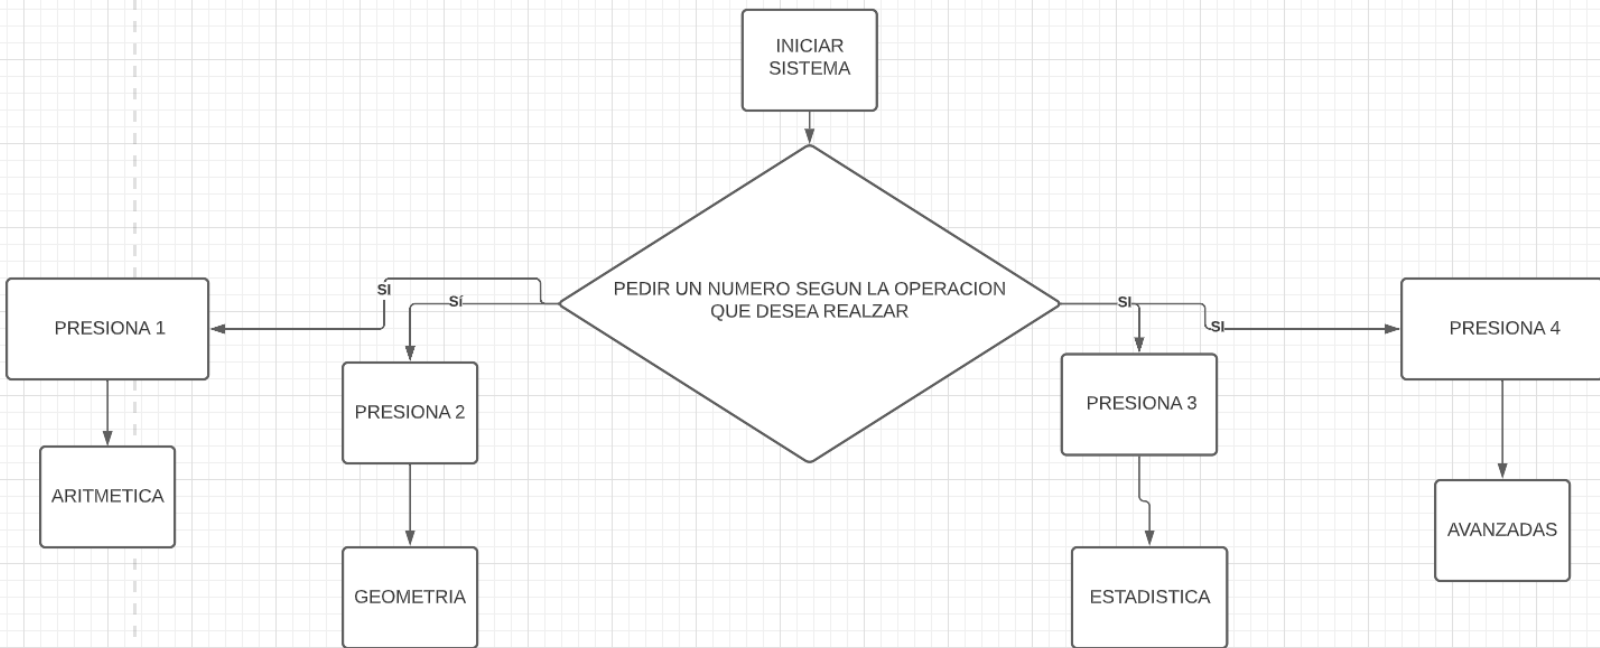 INICIAR
SISTEMA
PEDIR UN NUMERO SEGUN LA OPERACION
QUE DESEA REALZAR
SI
Sí
SI
SI
PRESIONA 1
PRESIONA 2
PRESIONA 3
PRESIONA 4
ARITMETICA
GEOMETRIA
ESTADISTICA
AVANZADAS